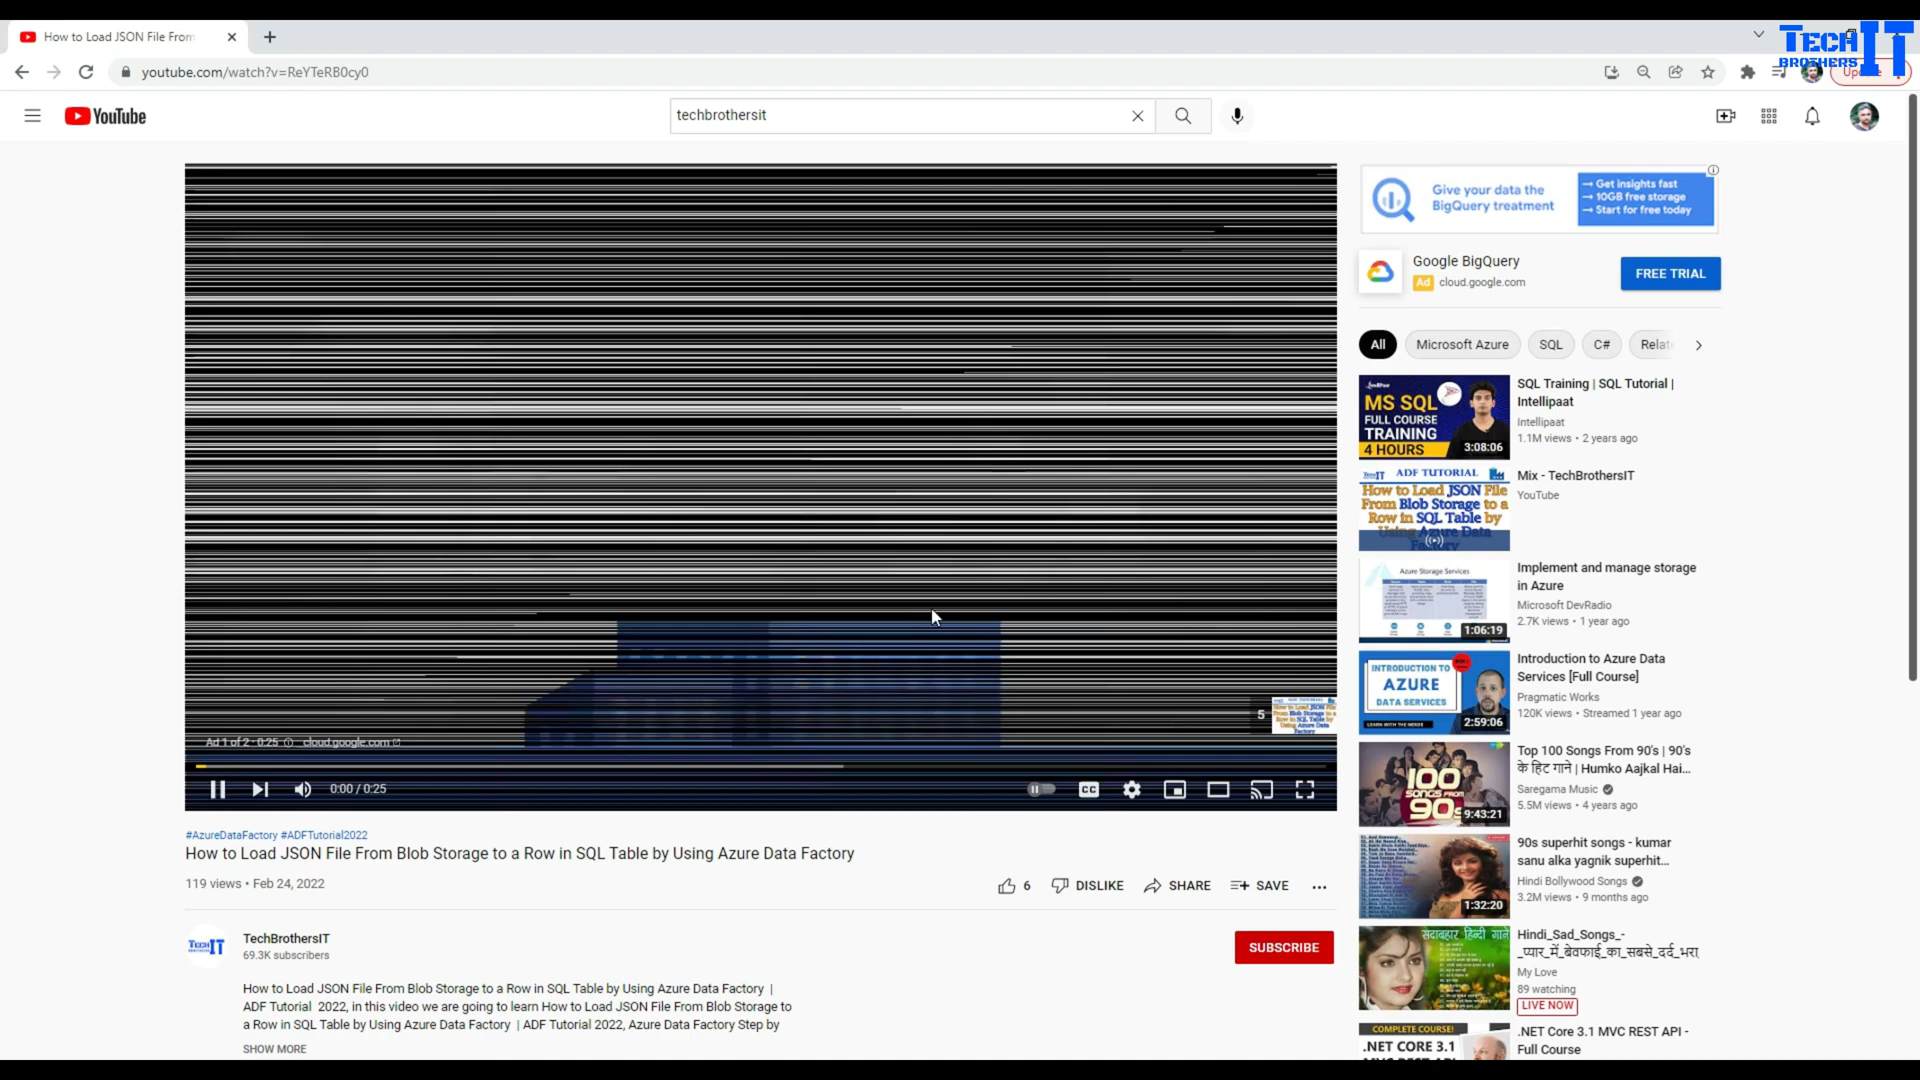 How to Load JSON File From
TECH IT
BROTHERS
youtube.com/watch?v=ReYTeRB0cy0
YouTube
techbrothersit
Give your data the
BigQuery treatment
→ Get insights fast
→ 10GB free storage
→ Start for free today
Google BigQuery
Ad cloud.google.com
FREE TRIAL
All
Microsoft Azure
SQL
C#
MS SQL
FULL COURSE
TRAINING
4 HOURS
3:08:06
SQL Training | SQL Tutorial |
Intellipaat
Intellipaat
1.1M views • 2 years ago
ADF TUTORIAL
How to Load JSON File
From Blob Storage to a
Row in SQL Table by
Using Azure Data
Factory
Mix - TechBrothersIT
YouTube
Azure Storage Services
1:06:19
Implement and manage storage
in Azure
Microsoft DevRadio
2.7K views • 1 year ago
INTRODUCTION TO
AZURE
DATA SERVICES
LEARN WITH THE NERDS
2:59:06
Introduction to Azure Data
Services [Full Course]
Pragmatic Works
120K views • Streamed 1 year ago
100
SONGS FROM
90s
9:43:21
Top 100 Songs From 90's | 90's
के हिट गाने | Humko Aajkal Hai...
Saregama Music
5.5M views • 4 years ago
1:32:20
90s superhit songs - kumar
sanu alka yagnik superhit...
Hindi Bollywood Songs
3.2M views • 9 months ago
सदाबहार हिन्दी गाने
Hindi_Sad_Songs_-
_प्यार_में_बेवफाई_का_सबसे_दर्द_भरा
My Love
89 watching
LIVE NOW
COMPLETE COURSE!
.NET CORE 3.1
.NET Core 3.1 MVC REST API -
Full Course
5
Ad 1 of 2 · 0:25 cloud.google.com
0:00 / 0:25
CC
#AzureDataFactory #ADFTutorial2022
How to Load JSON File From Blob Storage to a Row in SQL Table by Using Azure Data Factory
119 views • Feb 24, 2022
6 DISLIKE SHARE SAVE
TECH IT
TechBrothersIT
69.3K subscribers
SUBSCRIBE
How to Load JSON File From Blob Storage to a Row in SQL Table by Using Azure Data Factory |
ADF Tutorial 2022, in this video we are going to learn How to Load JSON File From Blob Storage to
a Row in SQL Table by Using Azure Data Factory | ADF Tutorial 2022, Azure Data Factory Step by
SHOW MORE